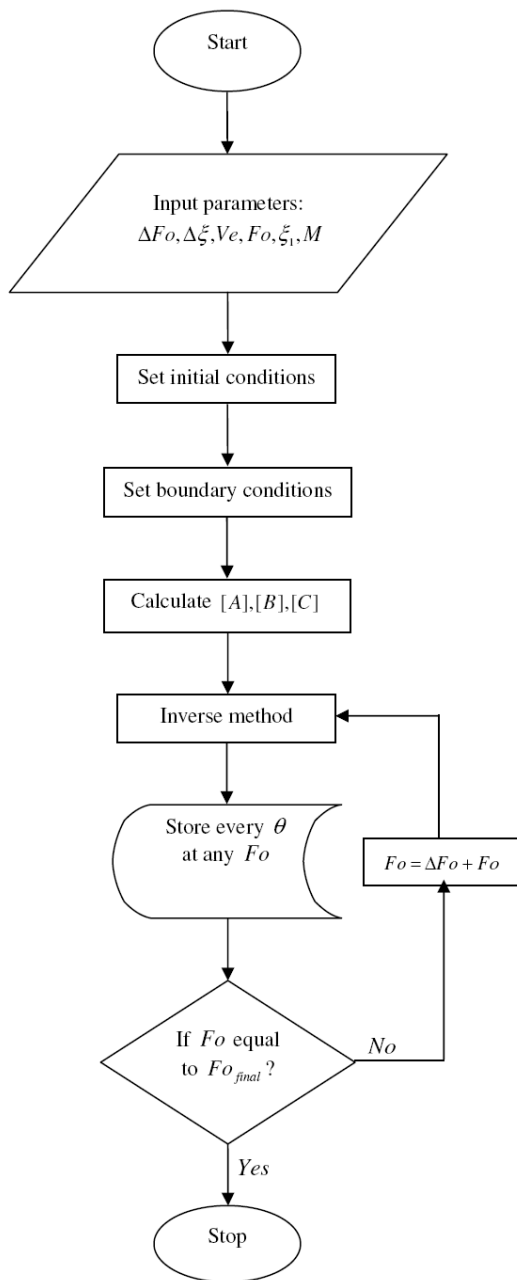 Start
Input parameters:
ΔFo, Δξ, Ve, Fo, ξ₁, M
Set initial conditions
Set boundary conditions
Calculate [A],[B],[C]
Inverse method
Store every θ
at any Fo
Fo = ΔFo + Fo
If Fo equal
to Fo_final ?
No
Yes
Stop